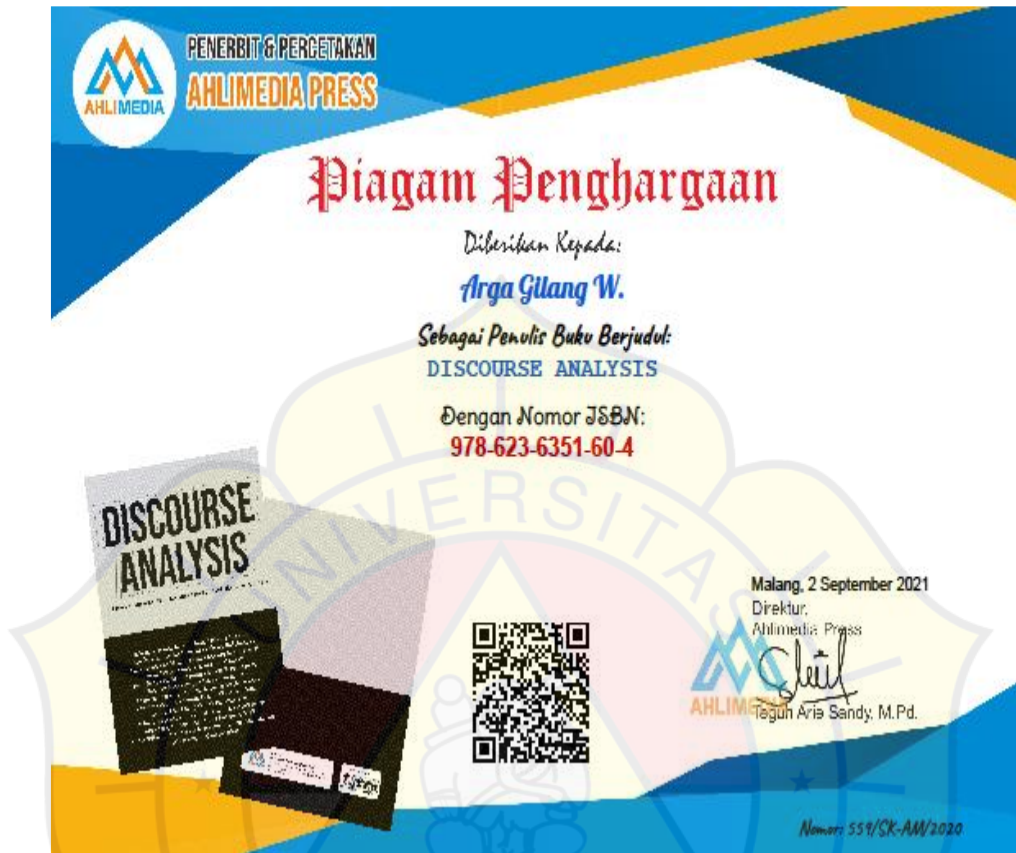 PENERBIT & PERCETAKAN
AHLIMEDIA PRESS
AHLIMEDIA
Piagam Penghargaan
Diberikan Kepada:
Arga Gilang W.
Sebagai Penulis Buku Berjudul:
DISCOURSE ANALYSIS
Dengan Nomor ISBN:
978-623-6351-60-4
DISCOURSE
ANALYSIS
UNIVERSITAS
Malang, 2 September 2021
Direktur,
Ahlimedia Press
AHLIMEDIA
Teguh Arie Sandy, M.Pd.
Nomor: 559/SK-AM/2020